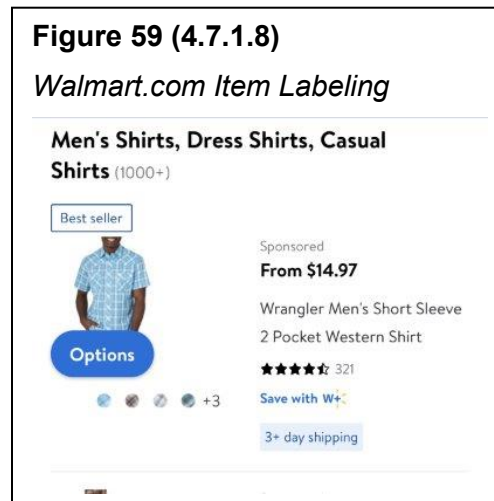 Figure 59 (4.7.1.8)
Walmart.com Item Labeling
Men's Shirts, Dress Shirts, Casual
Shirts (1000+)
Best seller
Sponsored
From $14.97
Wrangler Men's Short Sleeve
2 Pocket Western Shirt
Options
321
+3
Save with W+
3+ day shipping